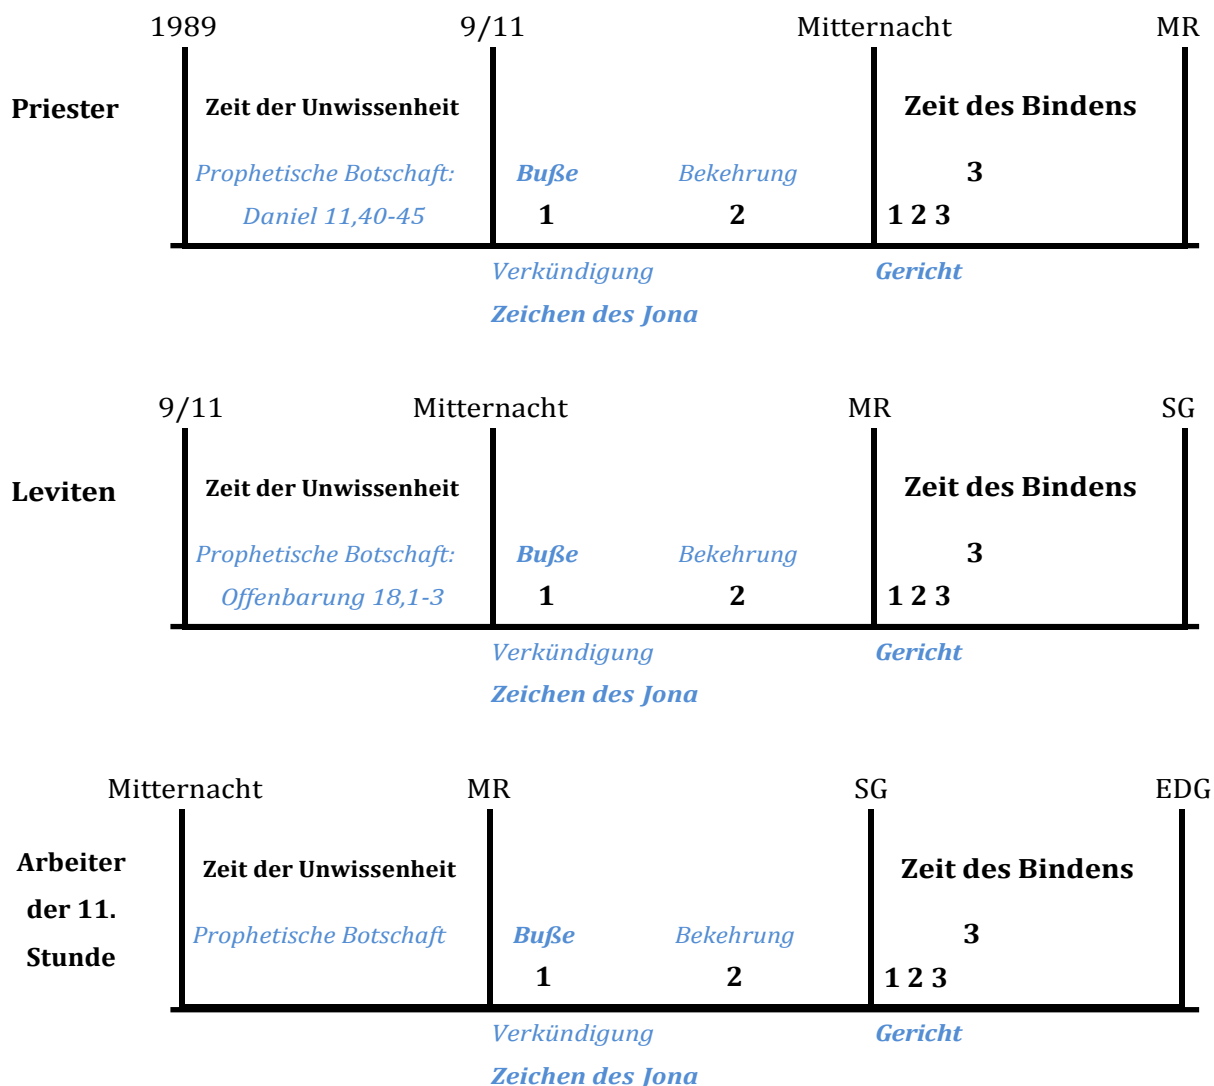 1989 9/11 Mitternacht MR
Priester Zeit der Unwissenheit Zeit des Bindens
Prophetische Botschaft: Buße Bekehrung 3
Daniel 11,40-45 1 2 1 2 3
Verkündigung Gericht
Zeichen des Jona
9/11 Mitternacht MR SG
Leviten Zeit der Unwissenheit Zeit des Bindens
Prophetische Botschaft: Buße Bekehrung 3
Offenbarung 18,1-3 1 2 1 2 3
Verkündigung Gericht
Zeichen des Jona
Mitternacht MR SG EDG
Arbeiter Zeit der Unwissenheit Zeit des Bindens
der 11.
Prophetische Botschaft Buße Bekehrung 3
Stunde
1 2 1 2 3
Verkündigung Gericht
Zeichen des Jona